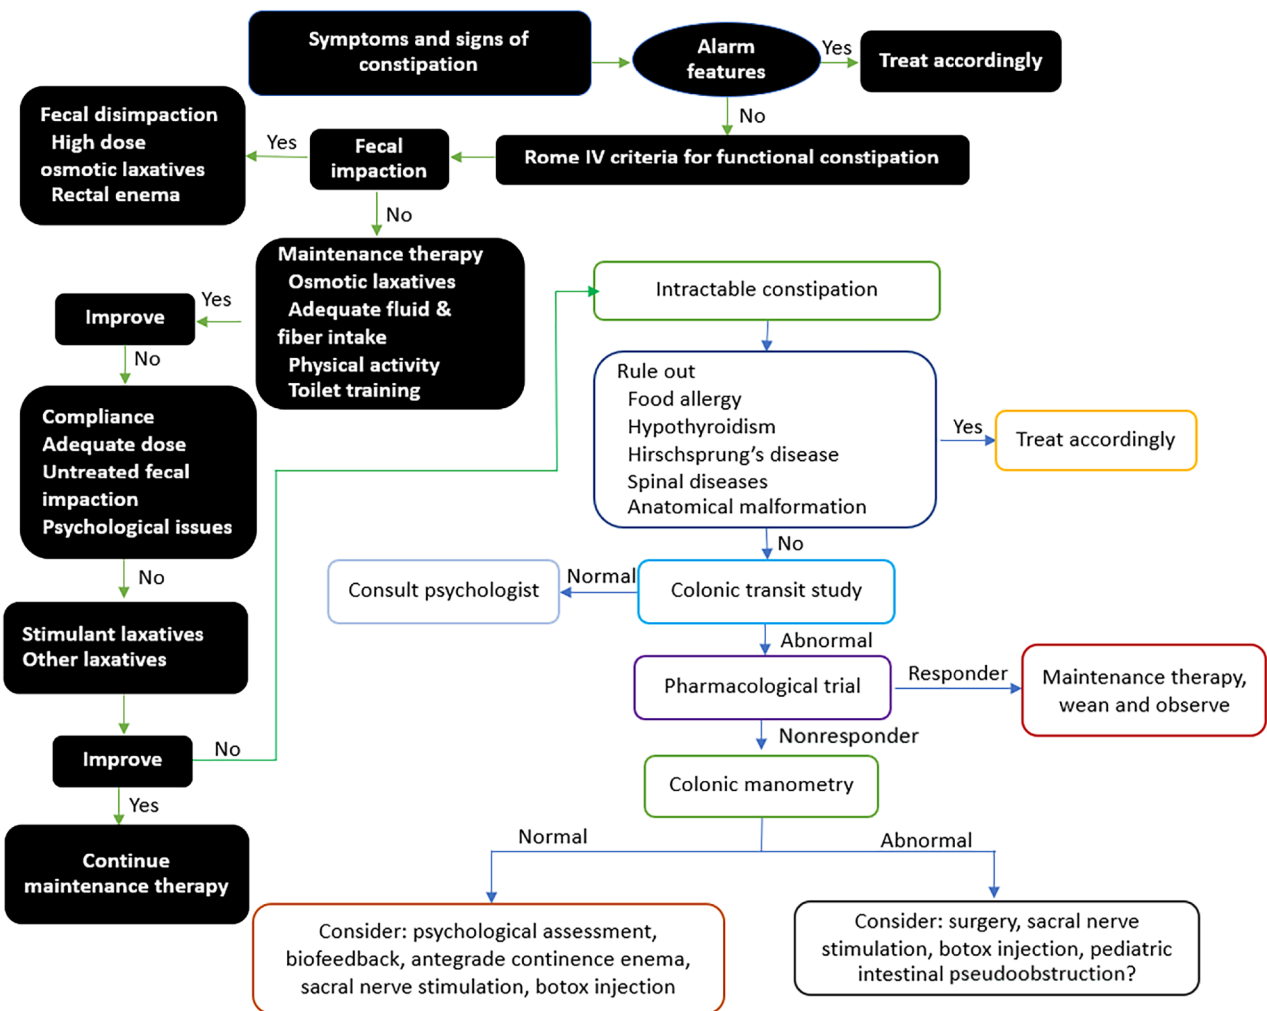 Symptoms and signs of
constipation
Alarm
features
Yes
Treat accordingly
No
Rome IV criteria for functional constipation
Fecal
impaction
Yes
Fecal disimpaction
High dose
osmotic laxatives
Rectal enema
No
Maintenance therapy
Osmotic laxatives
Adequate fluid &
fiber intake
Physical activity
Toilet training
Yes
Improve
No
Compliance
Adequate dose
Untreated fecal
impaction
Psychological issues
No
Stimulant laxatives
Other laxatives
Improve
No
Yes
Continue
maintenance therapy
Intractable constipation
Rule out
Food allergy
Hypothyroidism
Hirschsprung’s disease
Spinal diseases
Anatomical malformation
Yes
Treat accordingly
No
Colonic transit study
Normal
Consult psychologist
Abnormal
Pharmacological trial
Responder
Maintenance therapy,
wean and observe
Nonresponder
Colonic manometry
Normal
Abnormal
Consider: psychological assessment,
biofeedback, antegrade continence enema,
sacral nerve stimulation, botox injection
Consider: surgery, sacral nerve
stimulation, botox injection, pediatric
intestinal pseudoobstruction?